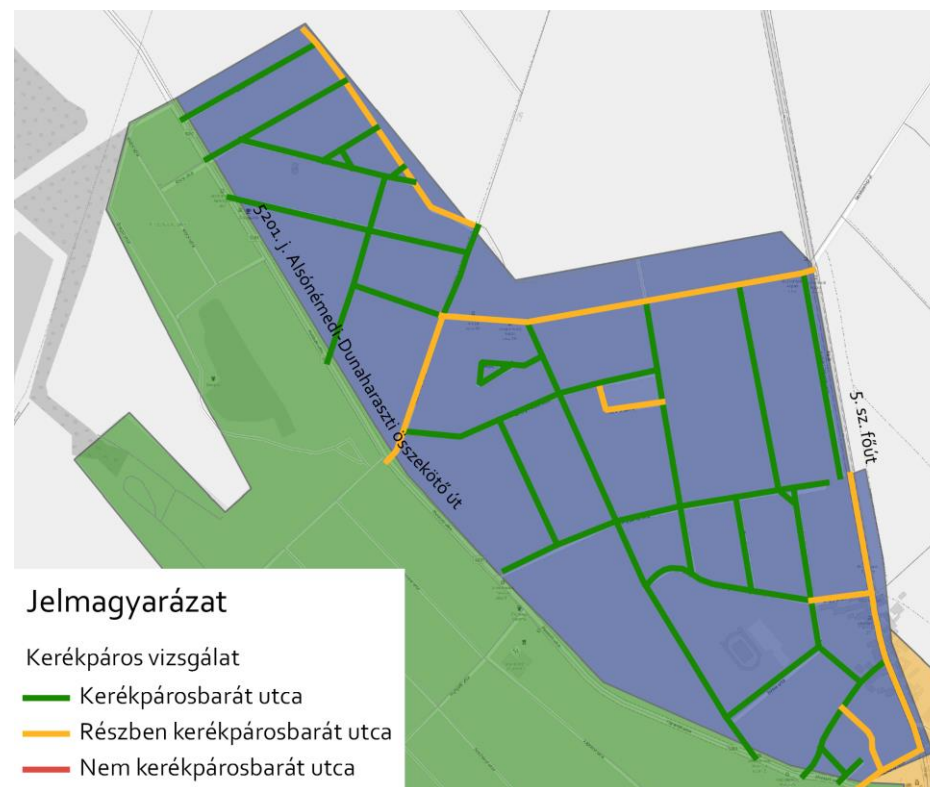 5201. j. Alsónémedi-Dunaharaszti összekötő út
5. sz. főút
Jelmagyarázat
Kerékpáros vizsgálat
Kerékpárosbarát utca
Részben kerékpárosbarát utca
Nem kerékpárosbarát utca